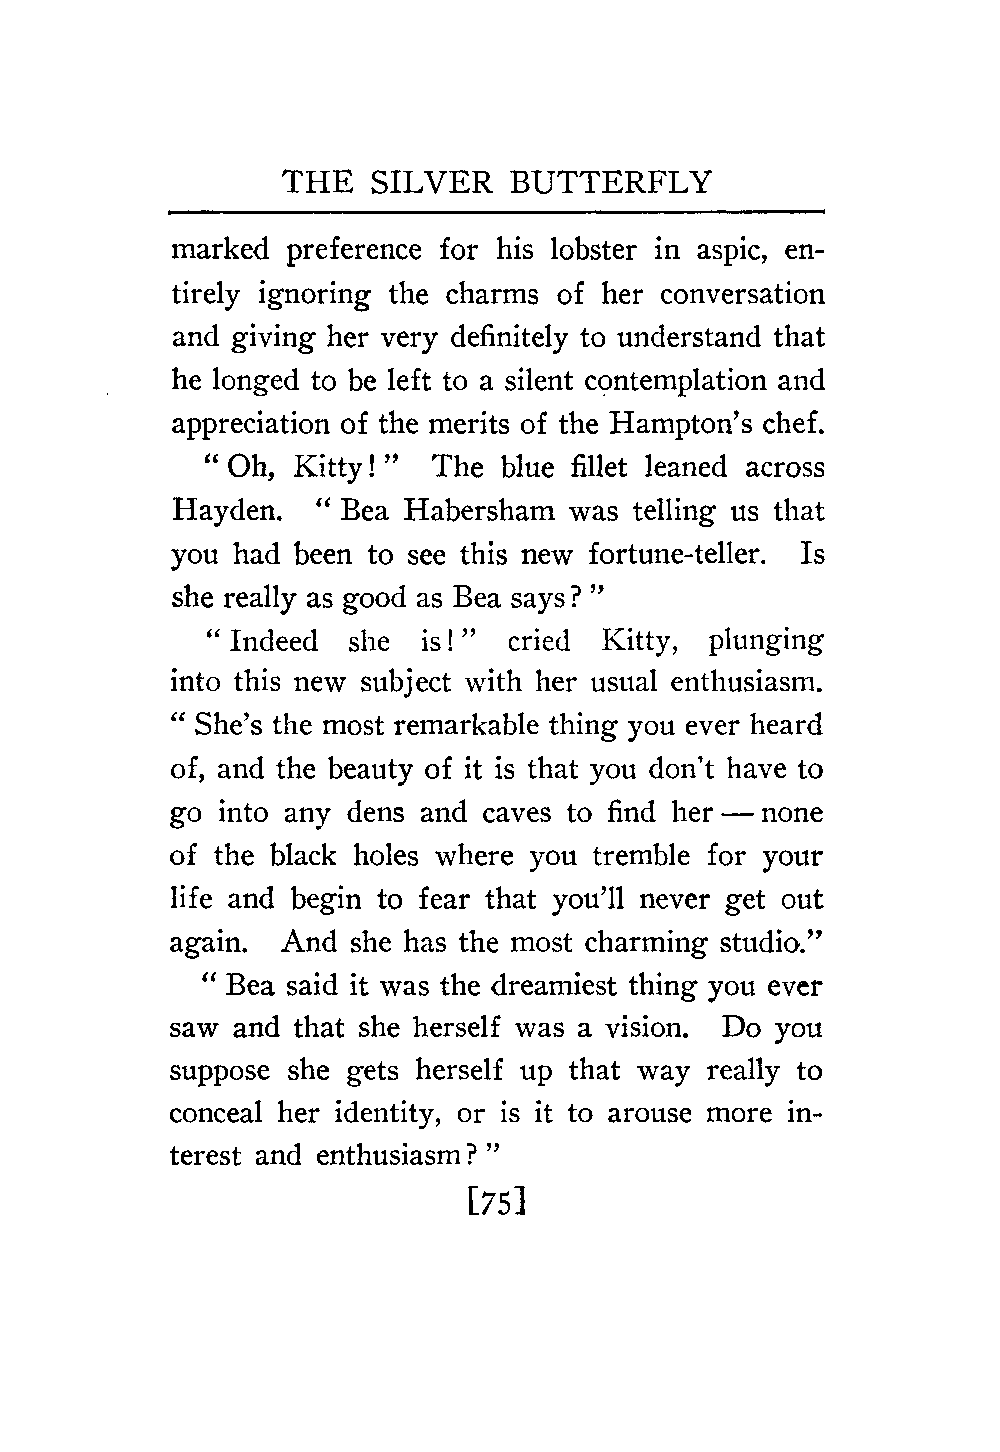 THE SILVER BUTTERFLY
marked preference for his lobster in aspic, en-
tirely ignoring the charms of her conversation
and giving her very definitely to understand that
he longed to be left to a silent contemplation and
appreciation of the merits of the Hampton's chef.
“ Oh, Kitty! ” The blue fillet leaned across
Hayden. “ Bea Habersham was telling us that
you had been to see this new fortune-teller. Is
she really as good as Bea says? ”
“ Indeed she is! ” cried Kitty, plunging
into this new subject with her usual enthusiasm.
“ She's the most remarkable thing you ever heard
of, and the beauty of it is that you don't have to
go into any dens and caves to find her — none
of the black holes where you tremble for your
life and begin to fear that you'll never get out
again. And she has the most charming studio.”
“ Bea said it was the dreamiest thing you ever
saw and that she herself was a vision. Do you
suppose she gets herself up that way really to
conceal her identity, or is it to arouse more in-
terest and enthusiasm? ”
[75]